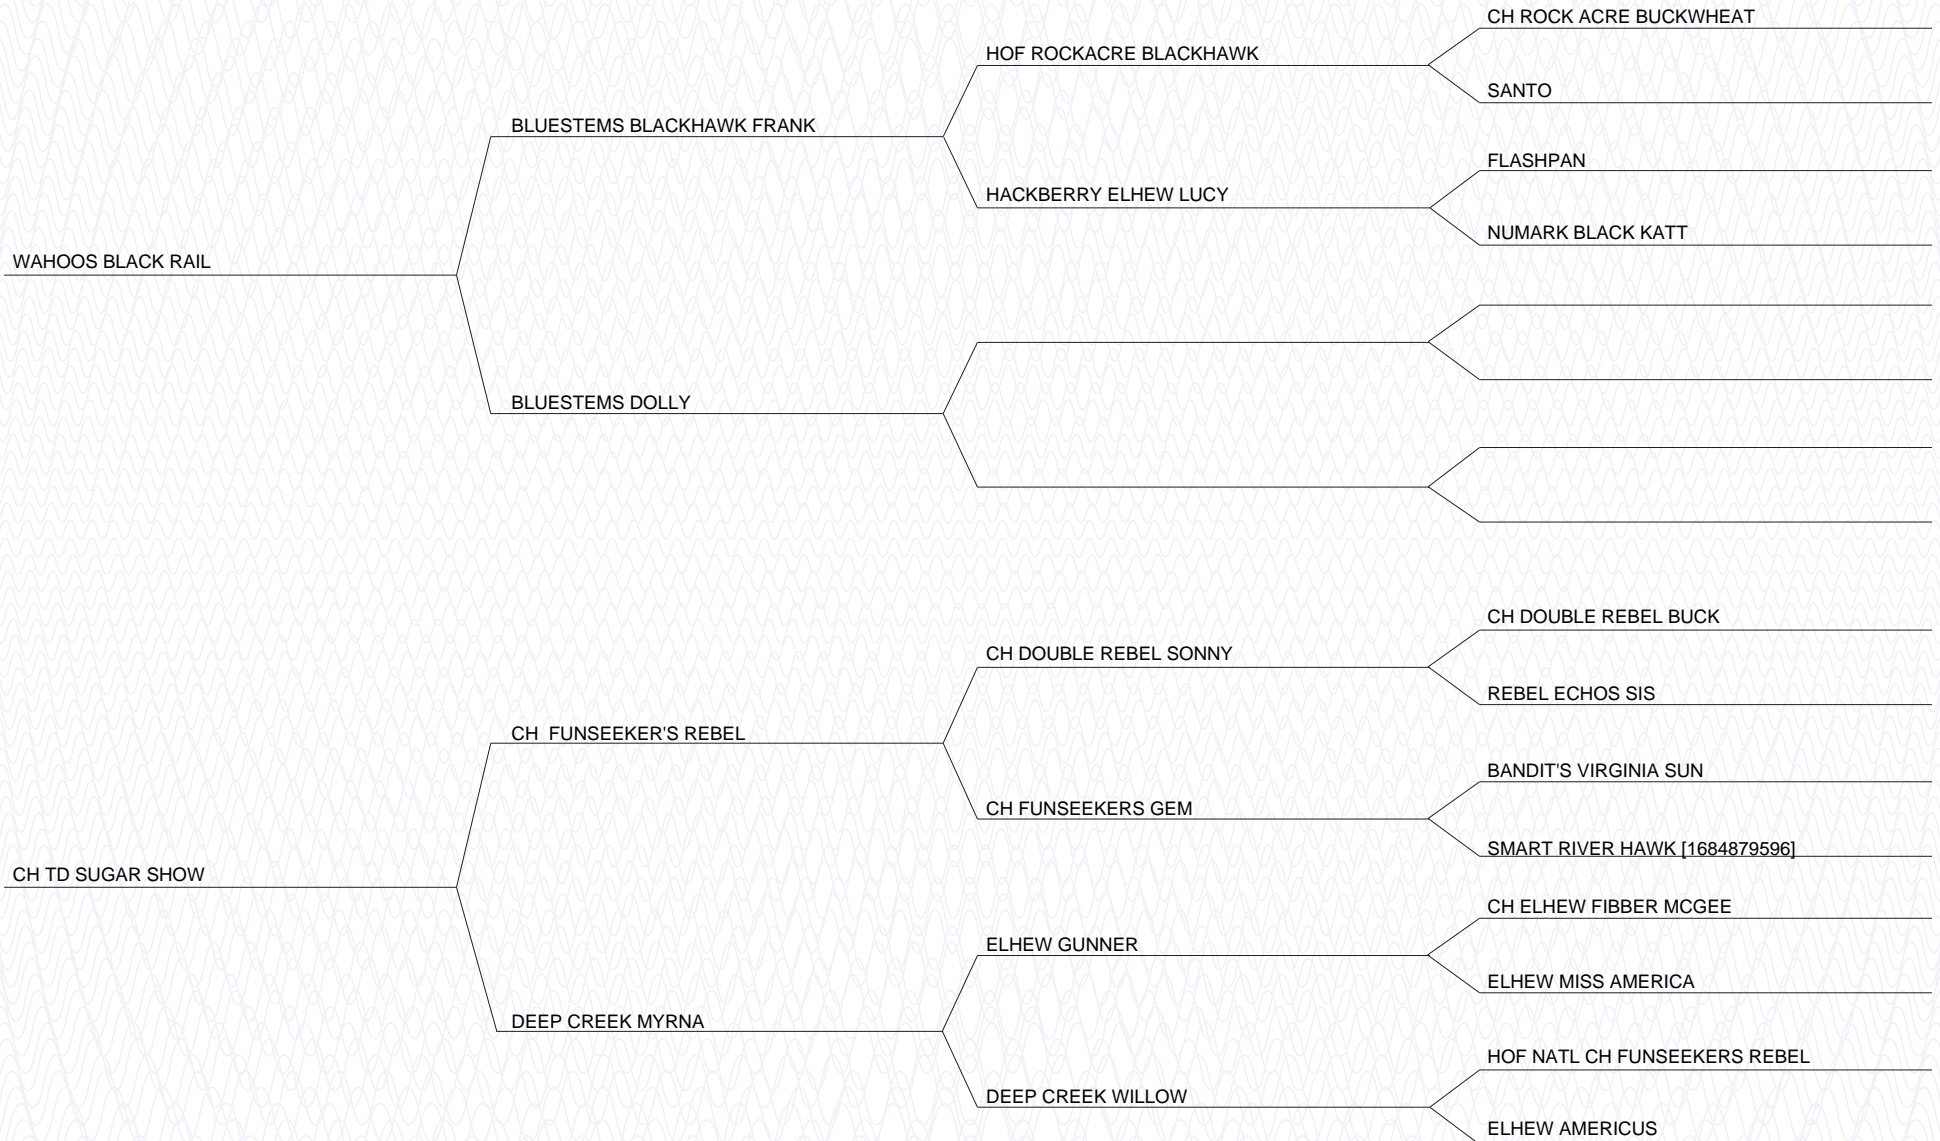 CH ROCK ACRE BUCKWHEAT
HOF ROCKACRE BLACKHAWK
SANTO
BLUESTEMS BLACKHAWK FRANK
FLASHPAN
HACKBERRY ELHEW LUCY
NUMARK BLACK KATT
WAHOOS BLACK RAIL
BLUESTEMS DOLLY
CH DOUBLE REBEL BUCK
CH DOUBLE REBEL SONNY
REBEL ECHOS SIS
CH  FUNSEEKER'S REBEL
BANDIT'S VIRGINIA SUN
CH FUNSEEKERS GEM
SMART RIVER HAWK [1684879596]
CH TD SUGAR SHOW
CH ELHEW FIBBER MCGEE
ELHEW GUNNER
ELHEW MISS AMERICA
DEEP CREEK MYRNA
HOF NATL CH FUNSEEKERS REBEL
DEEP CREEK WILLOW
ELHEW AMERICUS